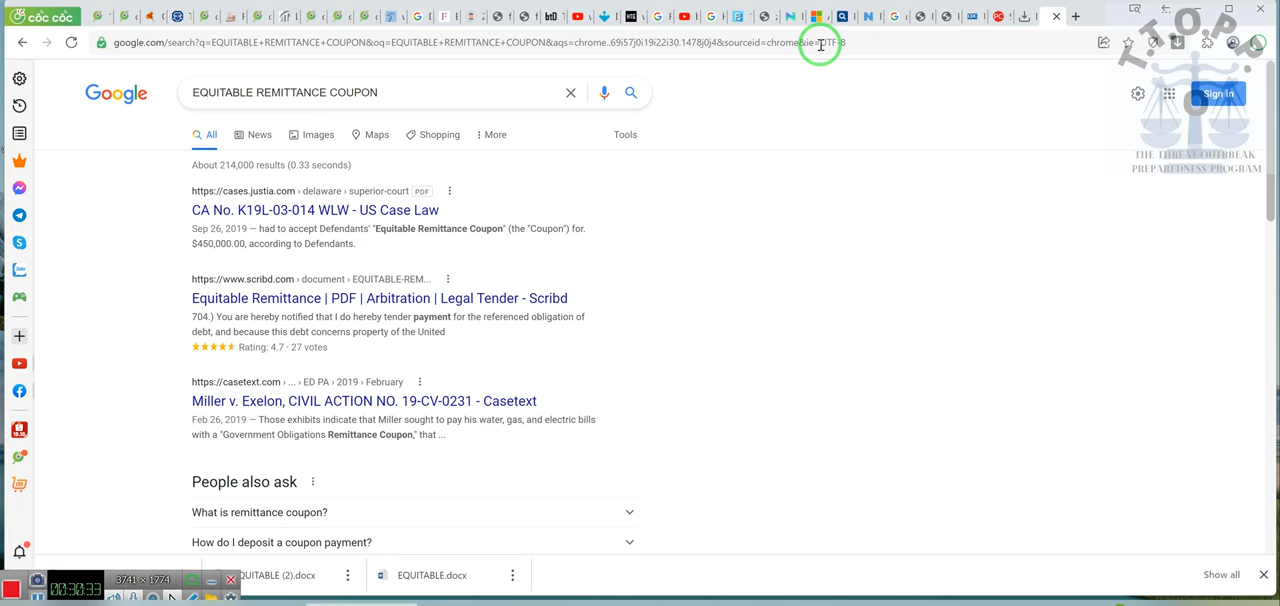 cốc cốc
google.com/search?q=EQUITABLE+REMITTANCE+COUPON&oq=EQUITABLE+REMITTANCE+COUPON&aqs=chrome..69i57j0i19i22i30.1478j0j4&sourceid=chrome&ie=UTF-8
T.O.P.P.
Google
EQUITABLE REMITTANCE COUPON
Sign in
All
News
Images
Maps
Shopping
More
Tools
THE THREAT OUTBREAK
PREPAREDNESS PROGRAM
About 214,000 results (0.33 seconds)
https://cases.justia.com › delaware › superior-court PDF
CA No. K19L-03-014 WLW - US Case Law
Sep 26, 2019 — had to accept Defendants' "Equitable Remittance Coupon" (the "Coupon") for.
$450,000.00, according to Defendants.
https://www.scribd.com › document › EQUITABLE-REM...
Equitable Remittance | PDF | Arbitration | Legal Tender - Scribd
704.) You are hereby notified that I do hereby tender payment for the referenced obligation of
debt, and because this debt concerns property of the United
Rating: 4.7 · 27 votes
https://casetext.com › ... › ED PA › 2019 › February
Miller v. Exelon, CIVIL ACTION NO. 19-CV-0231 - Casetext
Feb 26, 2019 — Those exhibits indicate that Miller sought to pay his water, gas, and electric bills
with a "Government Obligations Remittance Coupon," that ...
People also ask
What is remittance coupon?
How do I deposit a coupon payment?
EQUITABLE (2).docx
EQUITABLE.docx
Show all
3741 × 1774
00:30:33